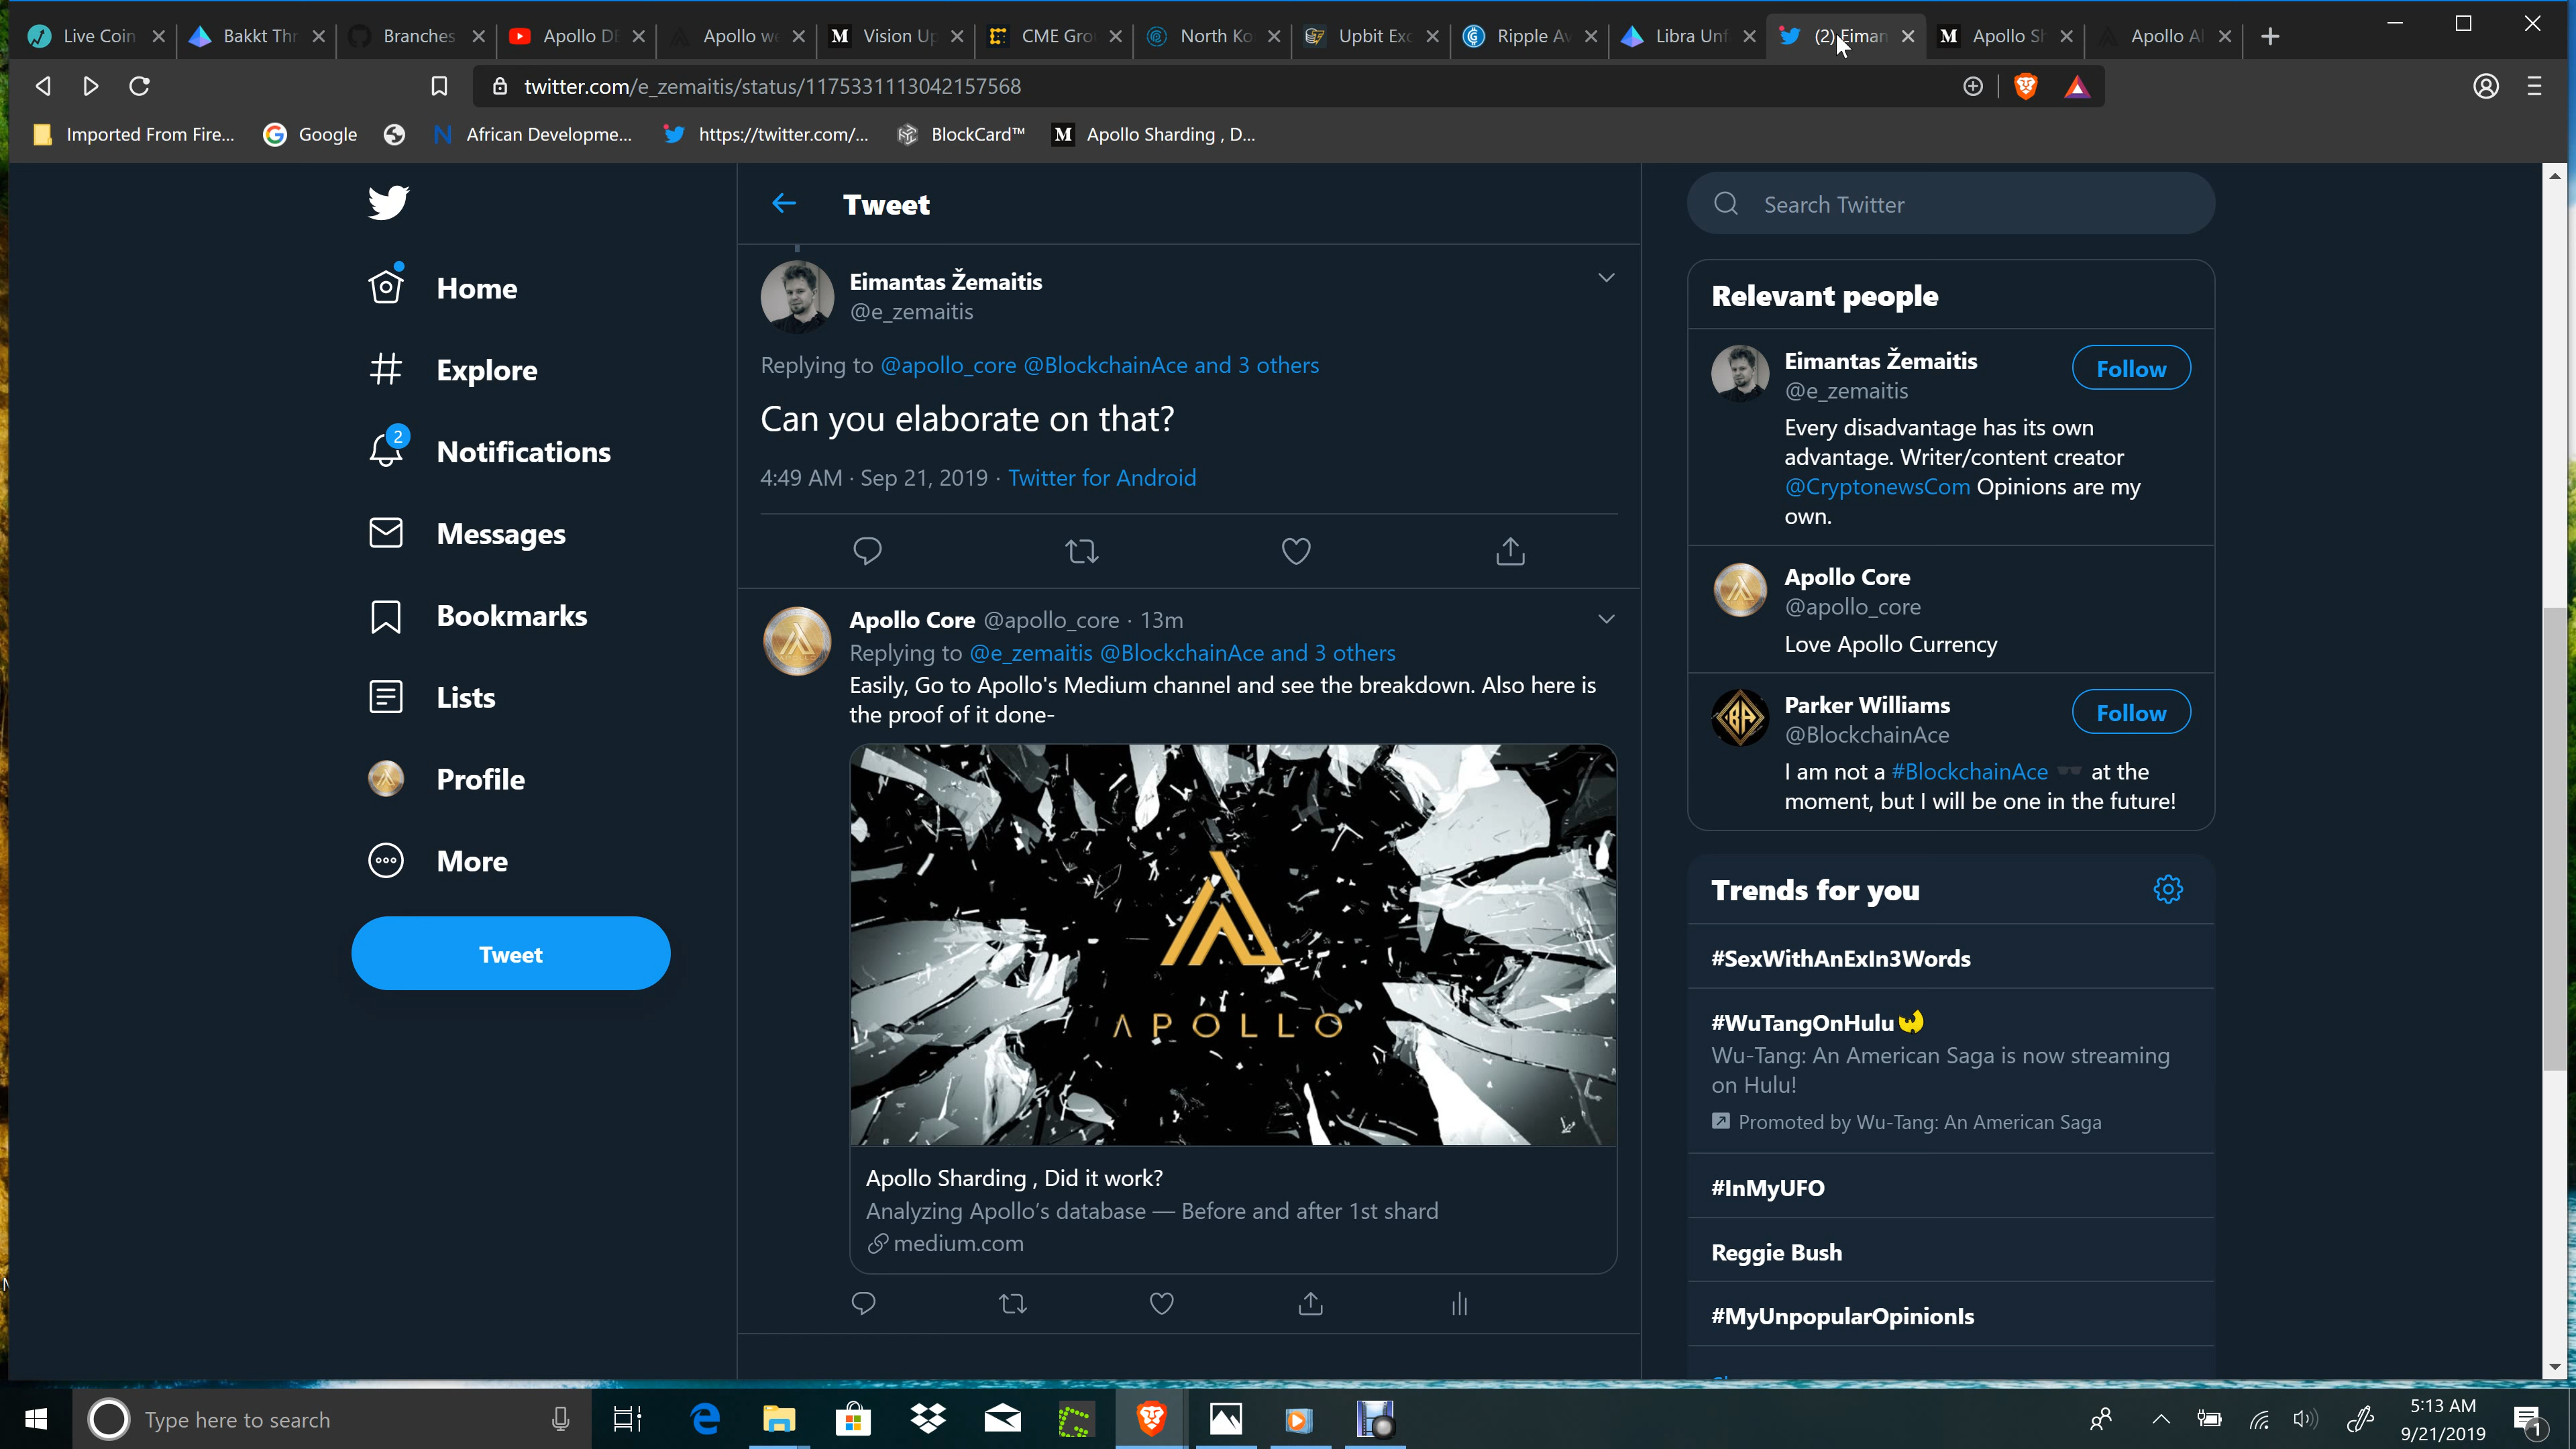 Live Coin
Bakkt Thr
Branches
Apollo DE
Apollo we
Vision Up
CME Gro
North Ko
Upbit Exc
Ripple Av
Libra Unf
(2) Eiman
Apollo Sh
Apollo Al
twitter.com/e_zemaitis/status/1175331113042157568
Imported From Fire...
Google
African Developme...
https://twitter.com/...
BlockCard™
Apollo Sharding , D...
Home
Explore
2
Notifications
Messages
Bookmarks
Lists
Profile
More
Tweet
Tweet
Eimantas Žemaitis
@e_zemaitis
Replying to @apollo_core @BlockchainAce and 3 others
Can you elaborate on that?
4:49 AM · Sep 21, 2019 · Twitter for Android
Apollo Core @apollo_core · 13m
Replying to @e_zemaitis @BlockchainAce and 3 others
Easily, Go to Apollo's Medium channel and see the breakdown. Also here is
the proof of it done-
APOLLO
Apollo Sharding , Did it work?
Analyzing Apollo’s database — Before and after 1st shard
medium.com
Search Twitter
Relevant people
Eimantas Žemaitis
@e_zemaitis
Follow
Every disadvantage has its own
advantage. Writer/content creator
@CryptonewsCom Opinions are my
own.
Apollo Core
@apollo_core
Love Apollo Currency
Parker Williams
@BlockchainAce
Follow
I am not a #BlockchainAce 🕶 at the
moment, but I will be one in the future!
Trends for you
#SexWithAnExIn3Words
#WuTangOnHulu
Wu-Tang: An American Saga is now streaming
on Hulu!
Promoted by Wu-Tang: An American Saga
#InMyUFO
Reggie Bush
#MyUnpopularOpinionIs
Type here to search
5:13 AM
9/21/2019
1